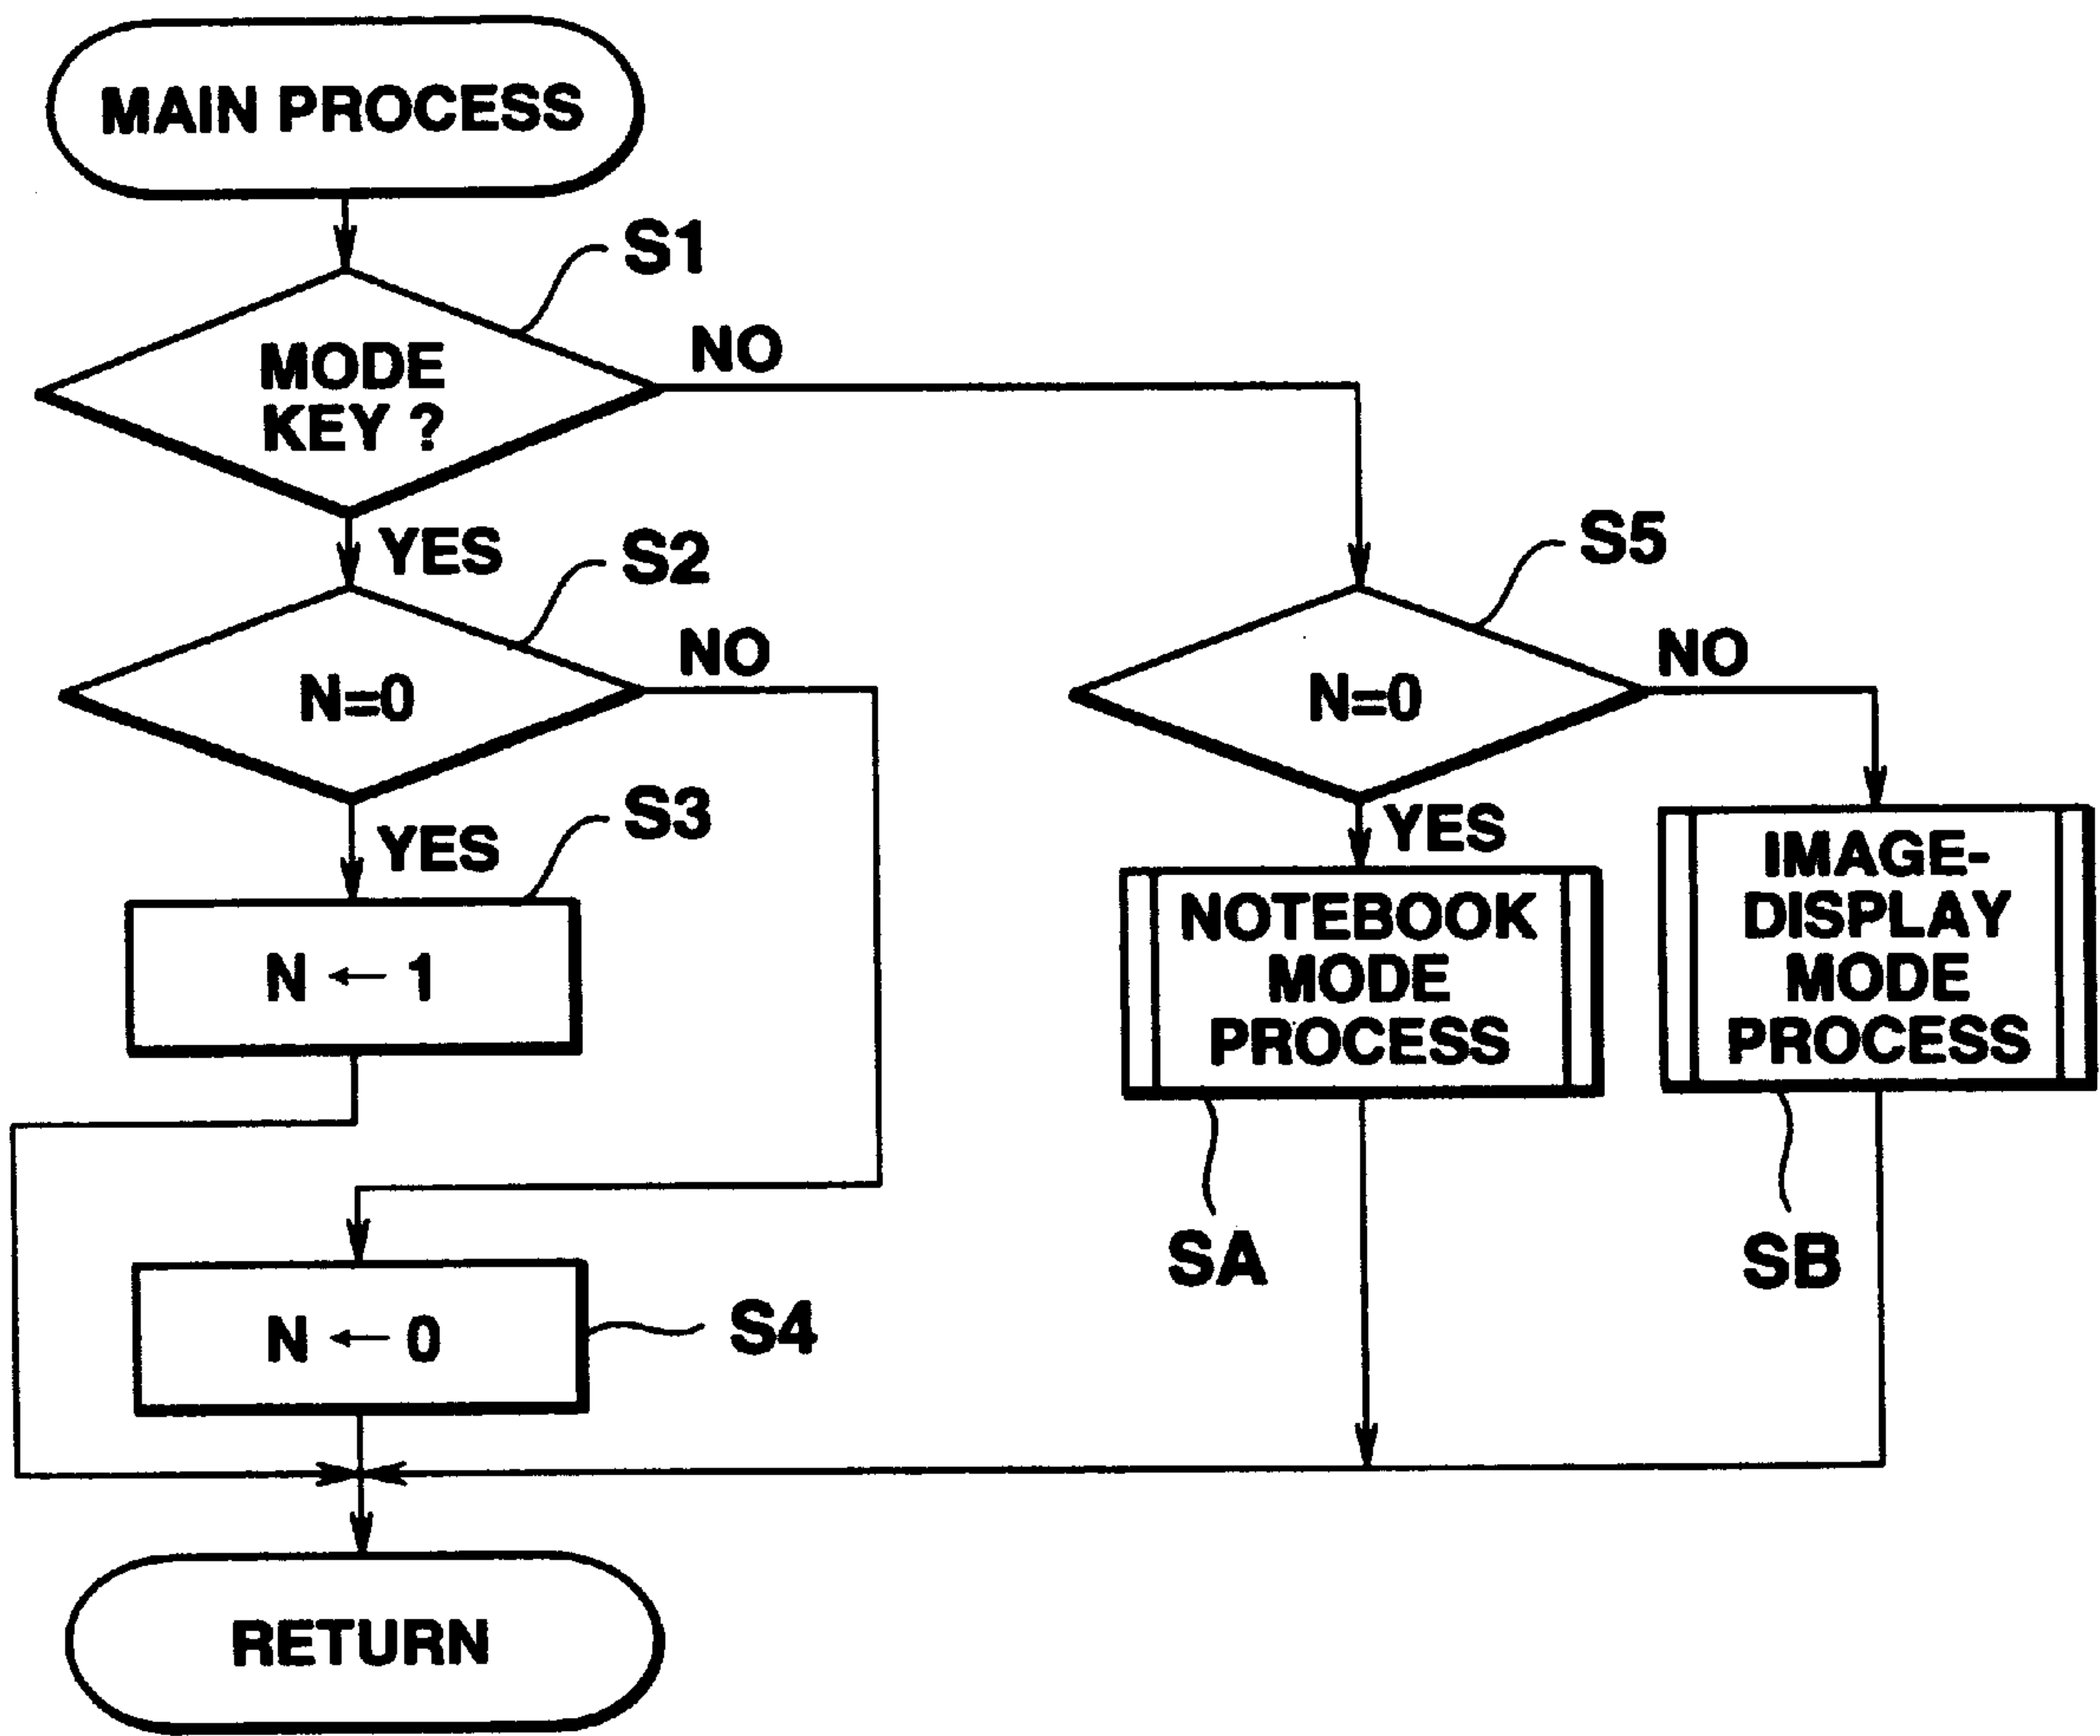 MAIN PROCESS
S1
MODE
KEY ?
NO
YES
S2
N=0
NO
YES
S3
N ← 1
N ← 0
S4
S5
N=0
NO
YES
NOTEBOOK
MODE
PROCESS
SA
IMAGE-
DISPLAY
MODE
PROCESS
SB
RETURN